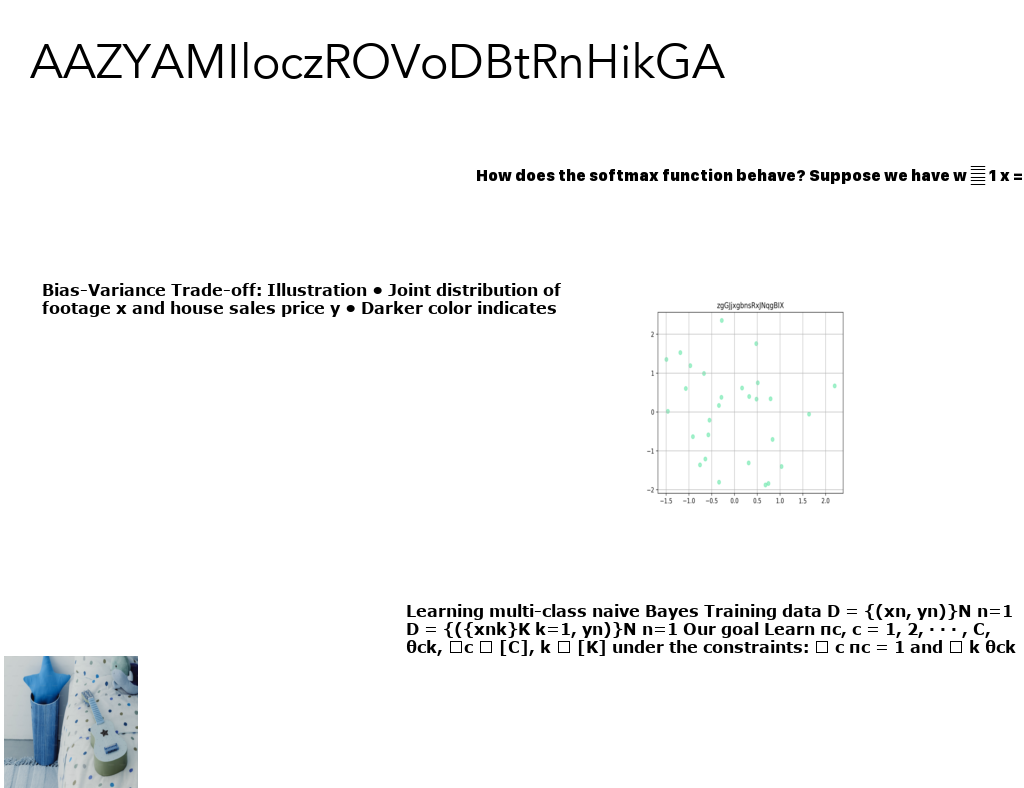 AAZYAMIloczROVoDBtRnHikGA
How does the softmax function behave? Suppose we have w 1 x =
Bias-Variance Trade-off: Illustration • Joint distribution of
footage x and house sales price y • Darker color indicates
2
1
0
−1
−2
−1.5 −1.0 −0.5 0.0 0.5 1.0 1.5 2.0
Learning multi-class naive Bayes Training data D = {(xn, yn)}N n=1
D = {({xnk}K k=1, yn)}N n=1 Our goal Learn πc, c = 1, 2, · · · , C,
θck, □c □ [C], k □ [K] under the constraints: □ c πc = 1 and □ k θck